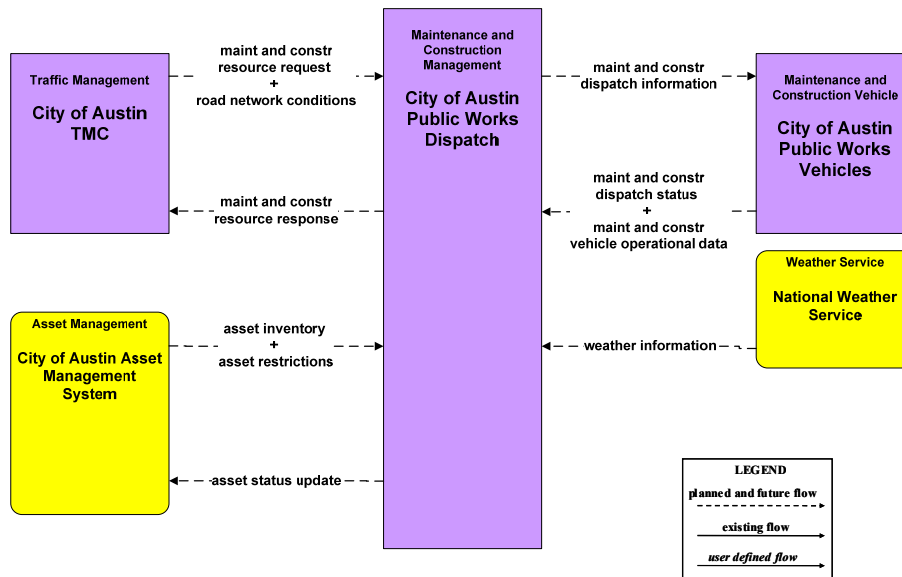 Traffic Management
City of Austin
TMC
maint and constr
resource request
+
road network conditions
maint and constr
resource response
Maintenance and
Construction
Management
City of Austin
Public Works
Dispatch
maint and constr
dispatch information
maint and constr
dispatch status
+
maint and constr
vehicle operational data
Maintenance and
Construction Vehicle
City of Austin
Public Works
Vehicles
Weather Service
National Weather
Service
weather information
Asset Management
City of Austin Asset
Management
System
asset inventory
+
asset restrictions
asset status update
LEGEND
planned and future flow
existing flow
user defined flow